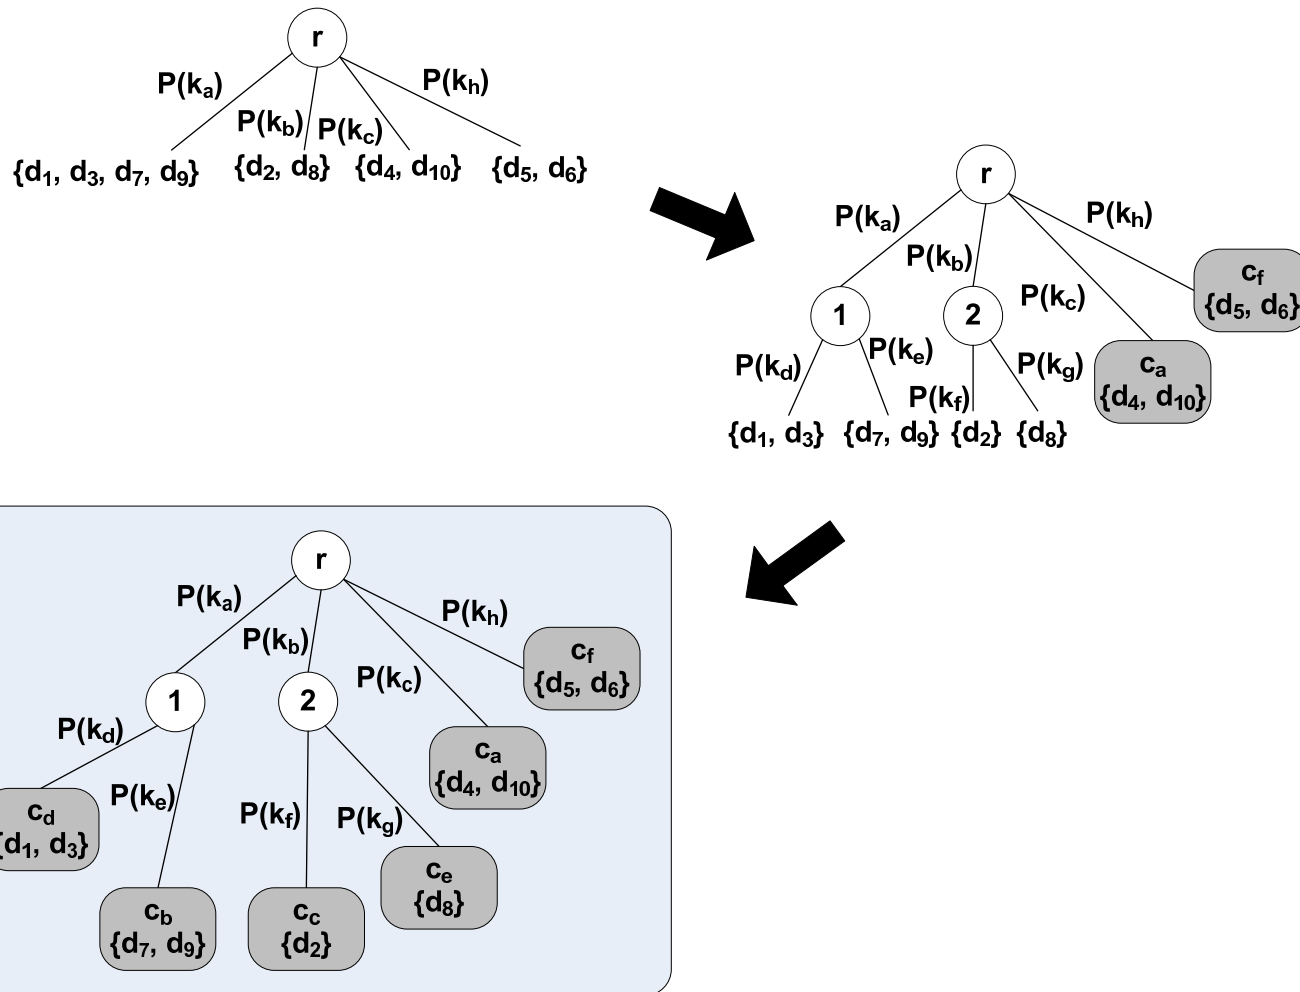 r
P(ka)
P(kh)
P(kb)
P(kc)
{d1, d3, d7, d9}
{d2, d8}
{d4, d10}
{d5, d6}
r
P(ka)
P(kh)
P(kb)
cf
{d5, d6}
P(kc)
1
2
P(ke)
P(kd)
P(kg)
ca
{d4, d10}
P(kf)
{d1, d3}
{d7, d9}
{d2}
{d8}
r
P(ka)
P(kh)
P(kb)
cf
{d5, d6}
P(kc)
1
2
P(kd)
ca
{d4, d10}
P(ke)
cd
{d1, d3}
P(kf)
P(kg)
ce
{d8}
cb
{d7, d9}
cc
{d2}